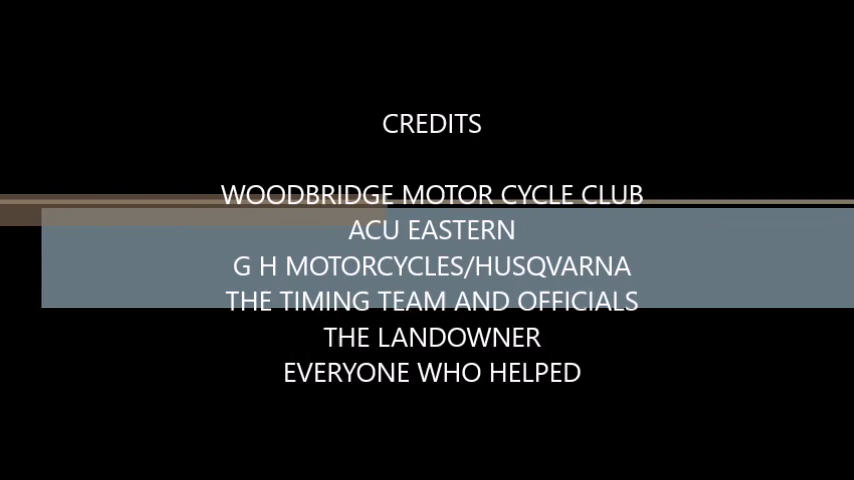 CREDITS
WOODBRIDGE MOTOR CYCLE CLUB
ACU EASTERN
G H MOTORCYCLES/HUSQVARNA
THE TIMING TEAM AND OFFICIALS
THE LANDOWNER
EVERYONE WHO HELPED